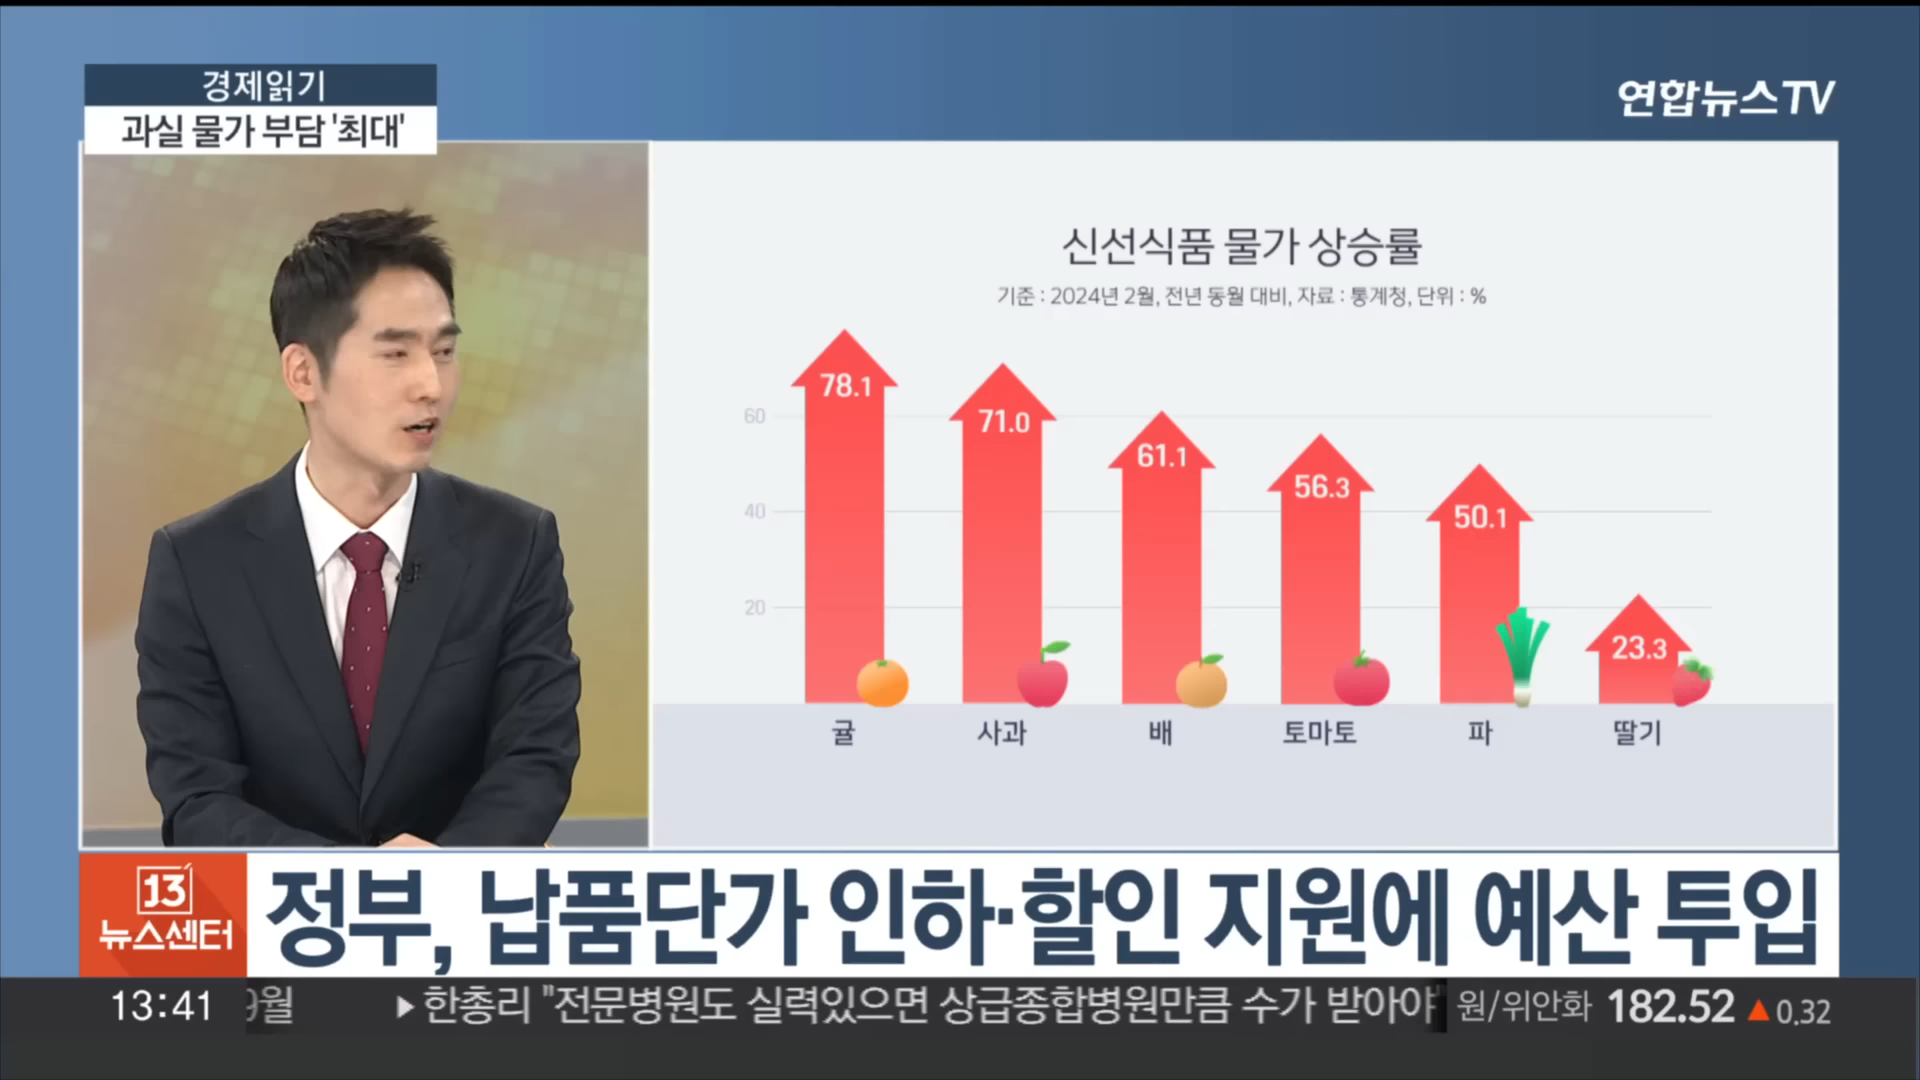 경제읽기
과실 물가 부담 '최대'
연합뉴스TV
신선식품 물가 상승률
기준 : 2024년 2월, 전년 동월 대비, 자료 : 통계청, 단위 : %
78.1
71.0
61.1
56.3
50.1
23.3
60
40
20
귤 사과 배 토마토 파 딸기
13
뉴스센터
정부, 납품단가 인하·할인 지원에 예산 투입
13:41 9월 ▶한총리 "전문병원도 실력있으면 상급종합병원만큼 수가 받아야" 원/위안화 182.52 ▲0.32